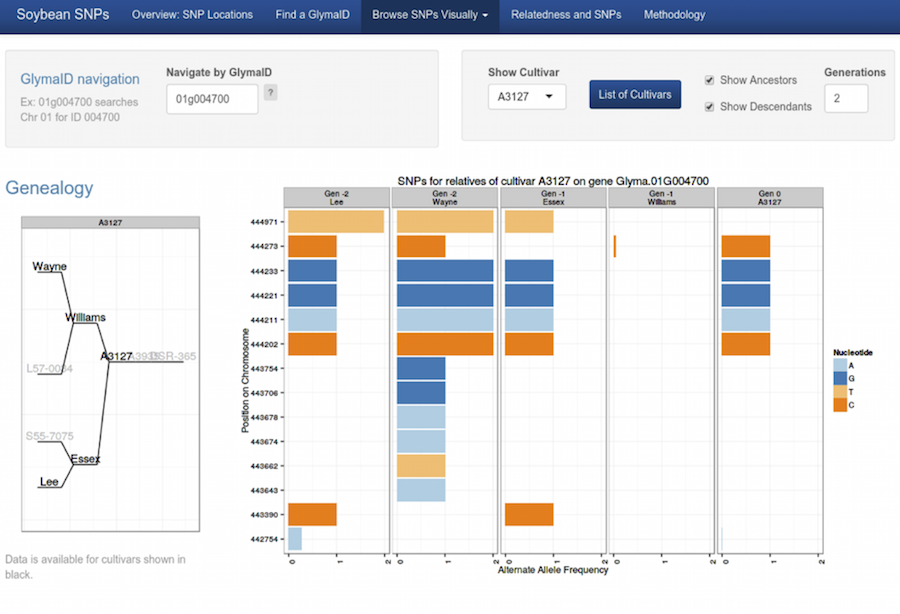 Soybean SNPs Overview: SNP Locations Find a GlymaID Browse SNPs Visually Relatedness and SNPs Methodology
GlymaID navigation
Ex: 01g004700 searches
Chr 01 for ID 004700
Navigate by GlymaID
01g004700
?
Show Cultivar
A3127
List of Cultivars
Show Ancestors
Show Descendants
Generations
2
Genealogy
A3127
Wayne
Williams
L57-0034
A3127
A3935
DSR-365
S55-7075
Essex
Lee
Data is available for cultivars shown in
black.
SNPs for relatives of cultivar A3127 on gene Glyma.01G004700
Gen -2
Lee
Gen -2
Wayne
Gen -1
Essex
Gen -1
Williams
Gen 0
A3127
Position on Chromosome
444971
444273
444233
444221
444211
444202
443754
443706
443678
443674
443662
443643
443390
442754
0 1 2 0 1 2 0 1 2 0 1 2 0 1 2
Alternate Allele Frequency
Nucleotide
A
G
T
C